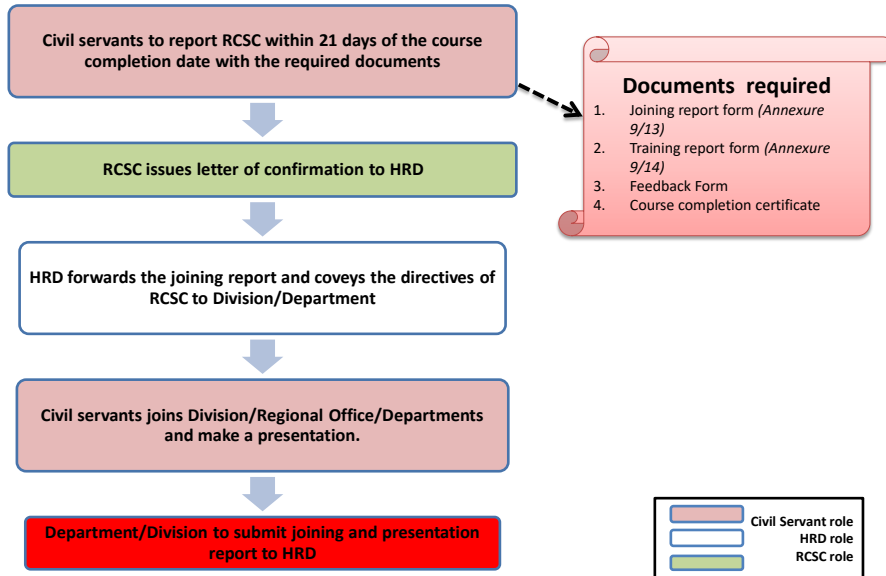 Civil servants to report RCSC within 21 days of the course
completion date with the required documents
Documents required
1. Joining report form (Annexure
9/13)
2. Training report form (Annexure
9/14)
3. Feedback Form
4. Course completion certificate
RCSC issues letter of confirmation to HRD
HRD forwards the joining report and coveys the directives of
RCSC to Division/Department
Civil servants joins Division/Regional Office/Departments
and make a presentation.
Department/Division to submit joining and presentation
report to HRD
Civil Servant role
HRD role
RCSC role